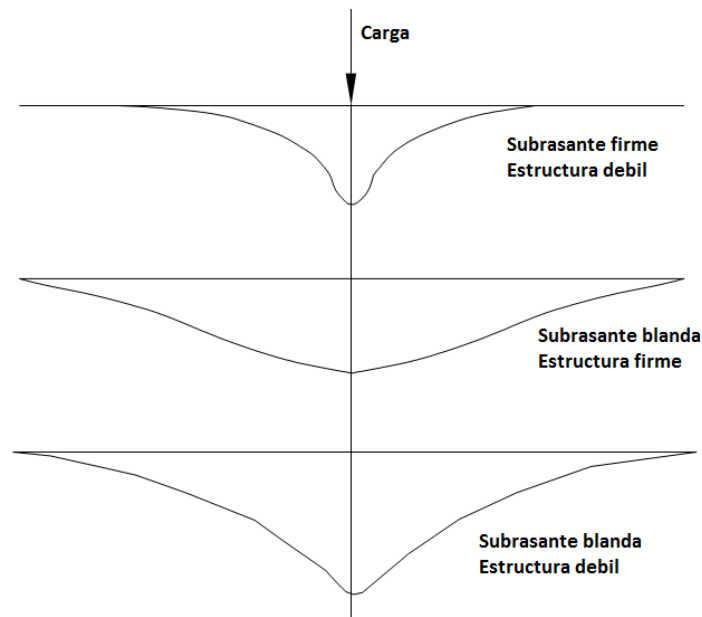 Carga
Subrasante firme
Estructura debil
Subrasante blanda
Estructura firme
Subrasante blanda
Estructura debil